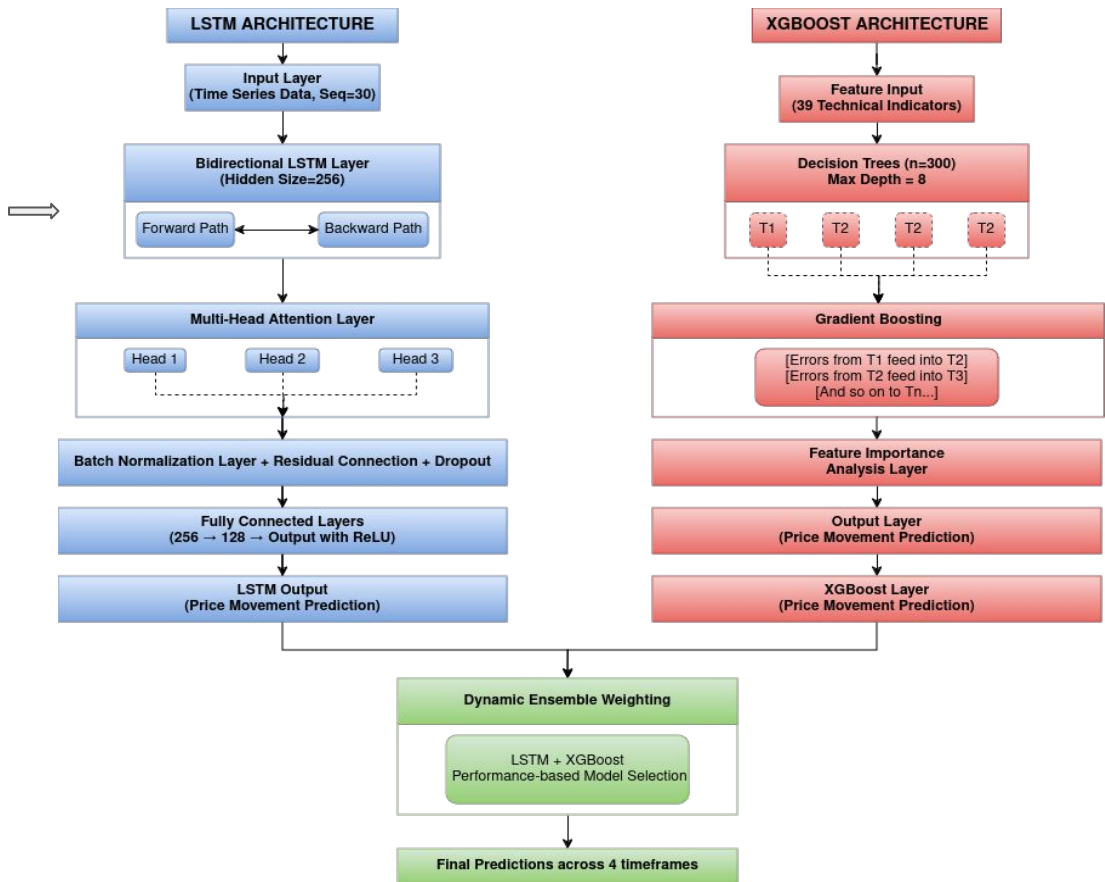 LSTM ARCHITECTURE
Input Layer
(Time Series Data, Seq=30)
Bidirectional LSTM Layer
(Hidden Size=256)
Forward Path
Backward Path
Multi-Head Attention Layer
Head 1
Head 2
Head 3
Batch Normalization Layer + Residual Connection + Dropout
Fully Connected Layers
(256 → 128 → Output with ReLU)
LSTM Output
(Price Movement Prediction)
XGBOOST ARCHITECTURE
Feature Input
(39 Technical Indicators)
Decision Trees (n=300)
Max Depth = 8
T1
T2
T2
T2
Gradient Boosting
[Errors from T1 feed into T2]
[Errors from T2 feed into T3]
[And so on to Tn...]
Feature Importance
Analysis Layer
Output Layer
(Price Movement Prediction)
XGBoost Layer
(Price Movement Prediction)
Dynamic Ensemble Weighting
LSTM + XGBoost
Performance-based Model Selection
Final Predictions across 4 timeframes